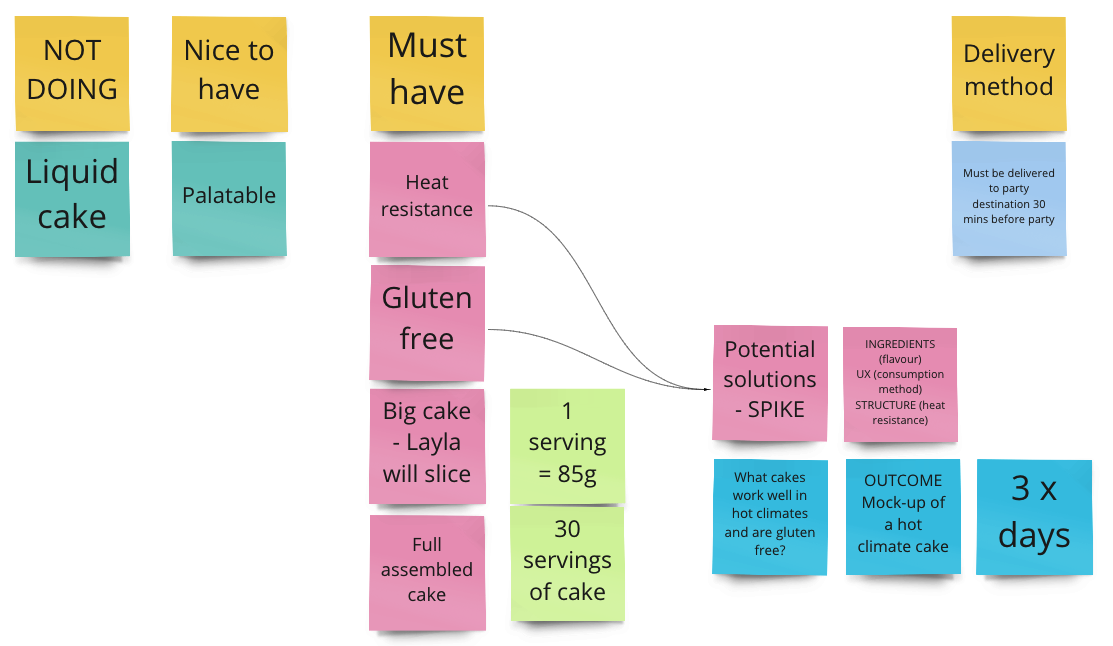 NOT
DOING
Nice to
have
Must
have
Delivery
method
Liquid
cake
Palatable
Heat
resistance
Must be delivered
to party
destination 30
mins before party
Gluten
free
Potential
solutions
- SPIKE
INGREDIENTS
(flavour)
UX (consumption
method)
STRUCTURE (heat
resistance)
Big cake
- Layla
will slice
1
serving
= 85g
What cakes
work well in
hot climates
and are gluten
free?
OUTCOME
Mock-up of
a hot
climate cake
3 x
days
Full
assembled
cake
30
servings
of cake